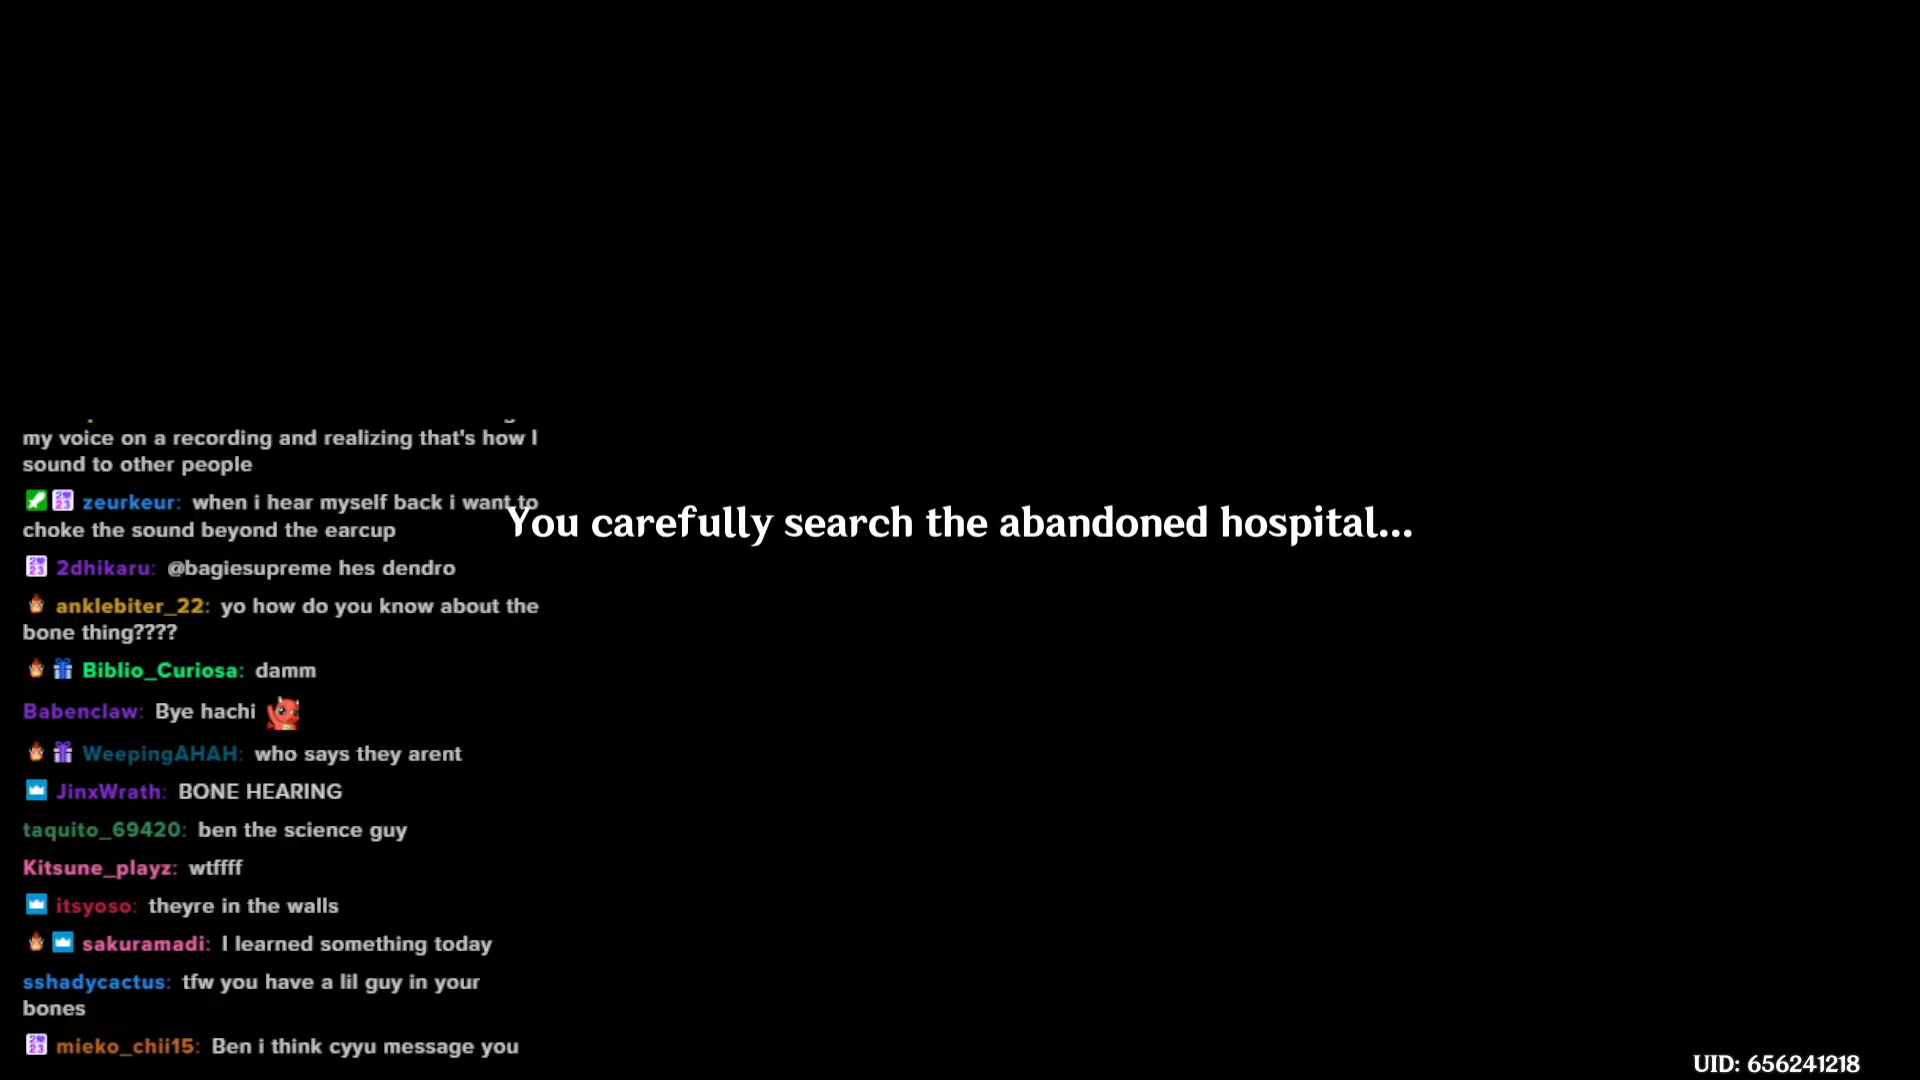 my voice on a recording and realizing that's how I
sound to other people
zeurkeur: when i hear myself back i want to
choke the sound beyond the earcup
You carefully search the abandoned hospital...
2dhikaru: @bagiesupreme hes dendro
anklebiter_22: yo how do you know about the
bone thing????
Biblio_Curiosa: damm
Babenclaw: Bye hachi
WeepingAHAH: who says they arent
JinxWrath: BONE HEARING
taquito_69420: ben the science guy
Kitsune_playz: wtffff
itsyoso: theyre in the walls
sakuramadi: I learned something today
sshadycactus: tfw you have a lil guy in your
bones
mieko_chii15: Ben i think cyyu message you
UID: 656241218